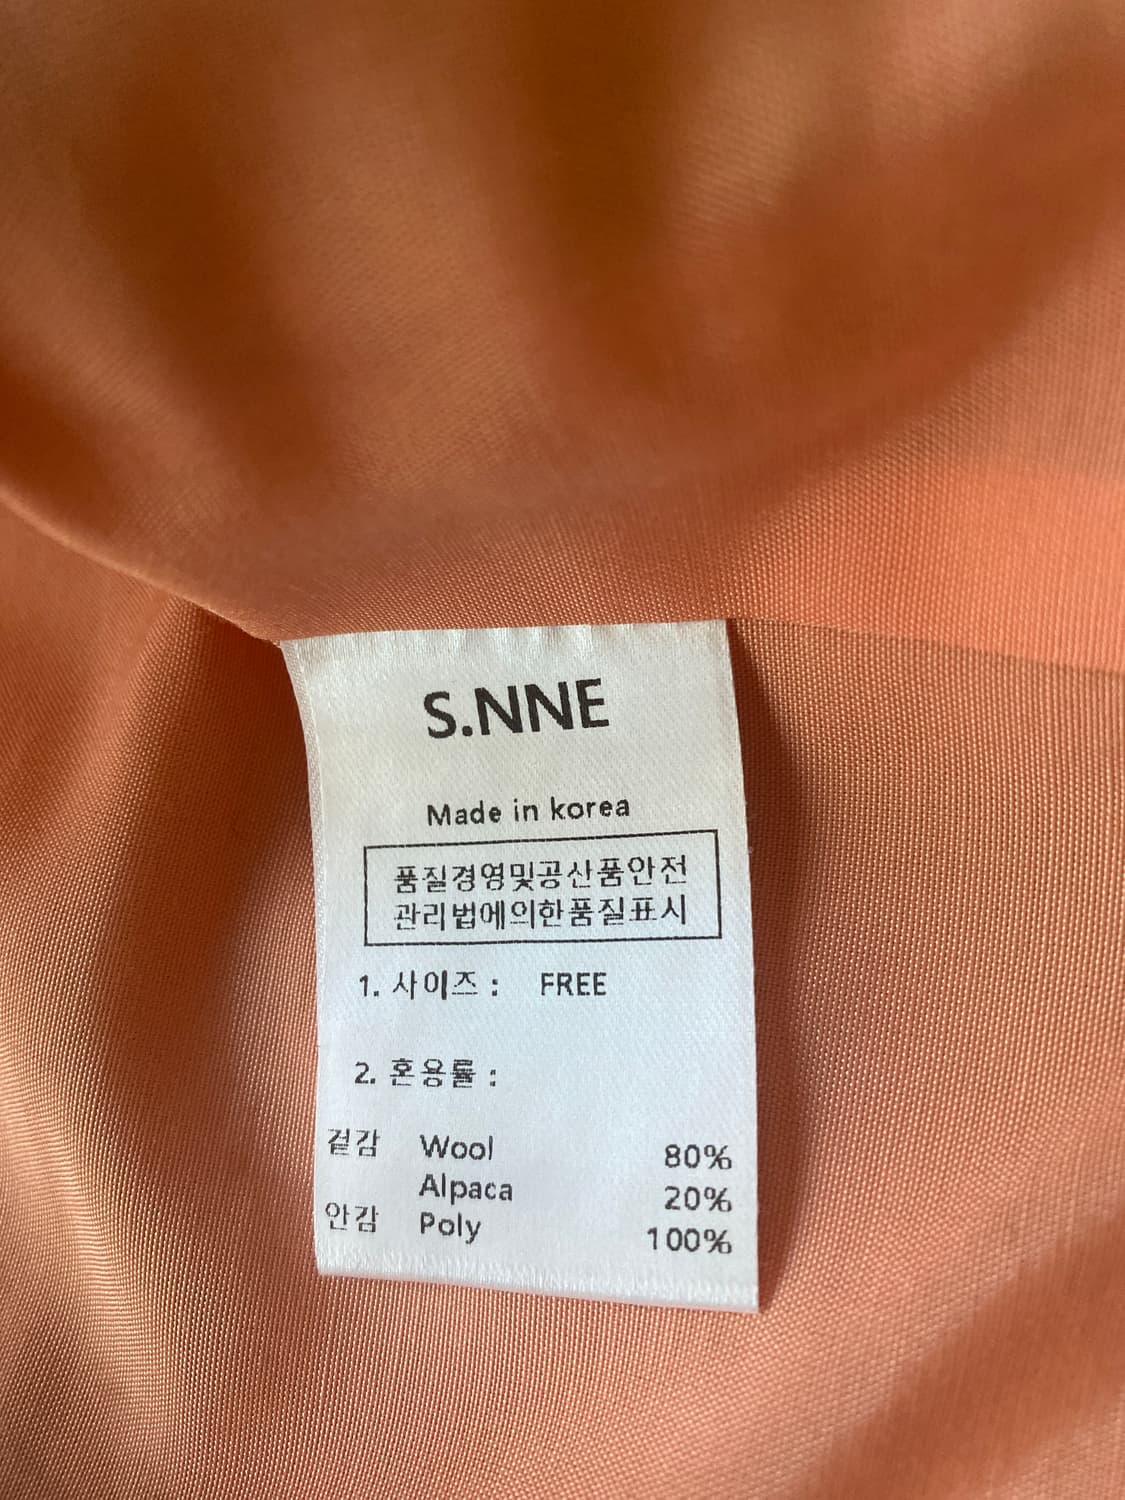 S.NNE
Made in korea
품질경영및공산품안전
관리법에의한품질표시
1. 사이즈 : FREE
2. 혼용률 :
겉감 Wool 80%
Alpaca 20%
안감 Poly 100%